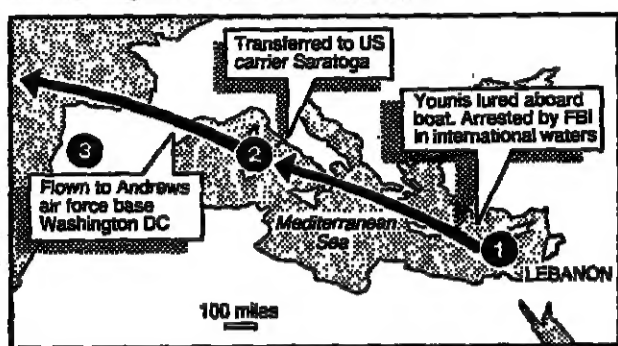 Transferred to US
carrier Saratoga
Younis lured aboard
boat. Arrested by FBI
in international waters
3
2
Flown to Andrews
air force base
Washington DC
Mediterranean
Sea
1
LEBANON
100 miles